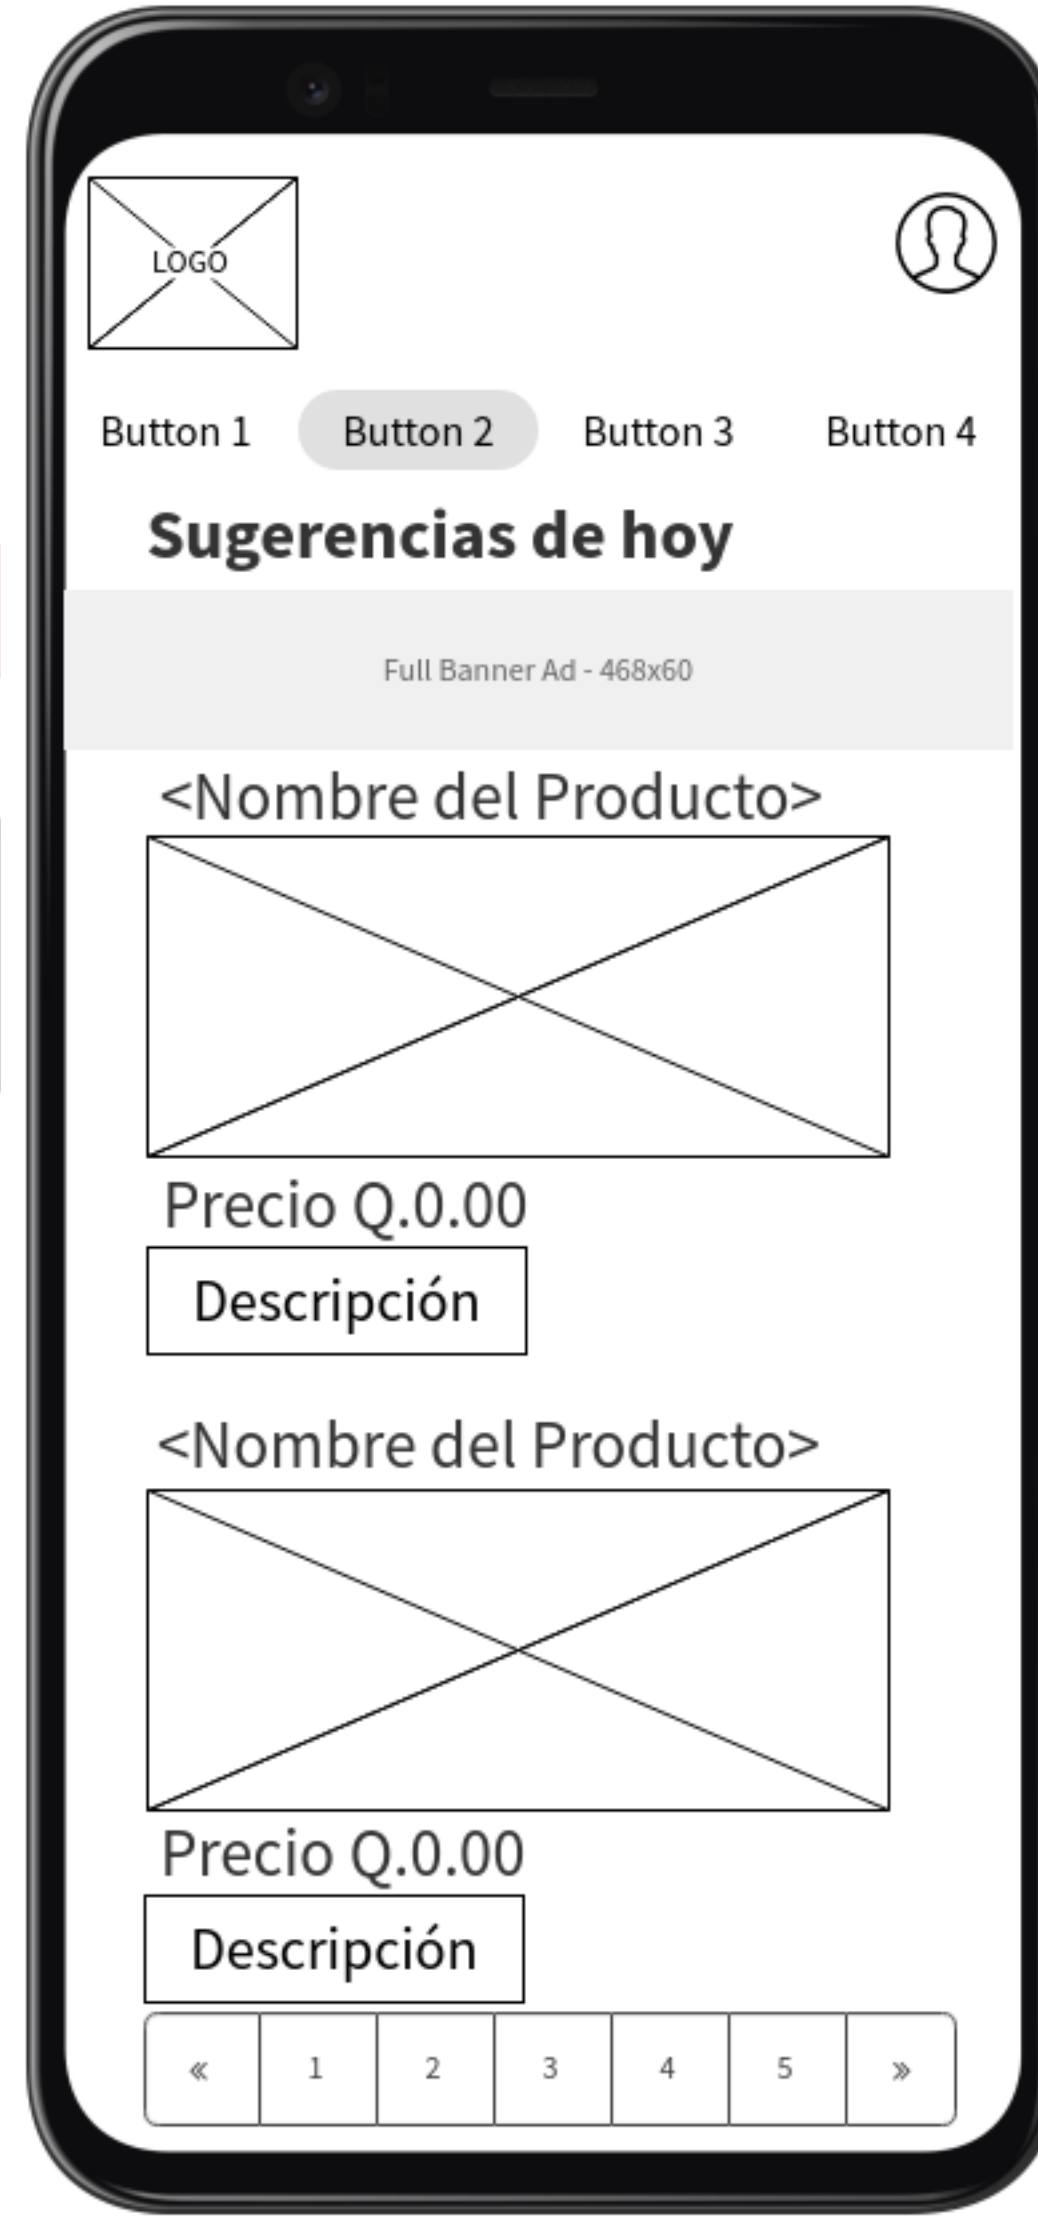 LOGO
Button 1 Button 2 Button 3 Button 4
Sugerencias de hoy
Full Banner Ad - 468x60
<Nombre del Producto>
Precio Q.0.00
Descripción
<Nombre del Producto>
Precio Q.0.00
Descripción
« 1 2 3 4 5 »